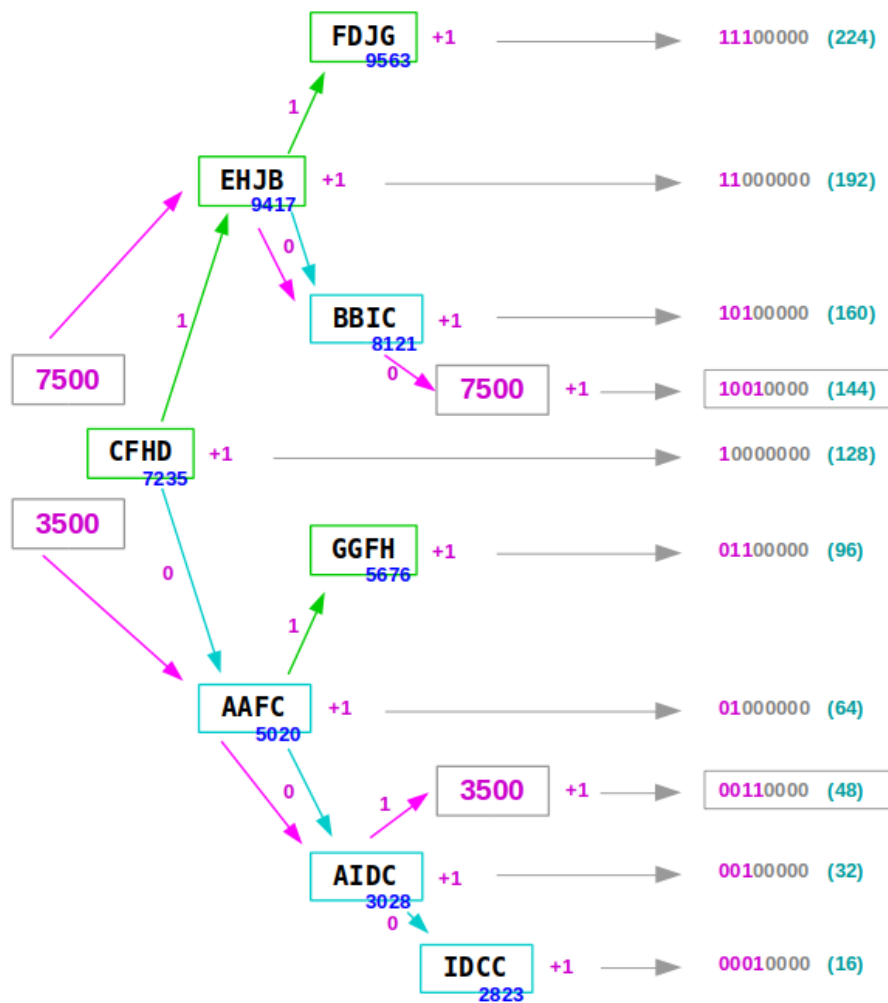 FDJG +1 11100000 (224)
9563
1
EHJB +1 11000000 (192)
9417
0
1
BBIC +1 10100000 (160)
8121
0
7500
7500 +1 10010000 (144)
CFHD +1 10000000 (128)
7235
3500
GGFH +1 01100000 (96)
5676
0
1
AAFC +1 01000000 (64)
5020
0
1
3500 +1 00110000 (48)
AIDC +1 00100000 (32)
3028
0
IDCC +1 00010000 (16)
2823